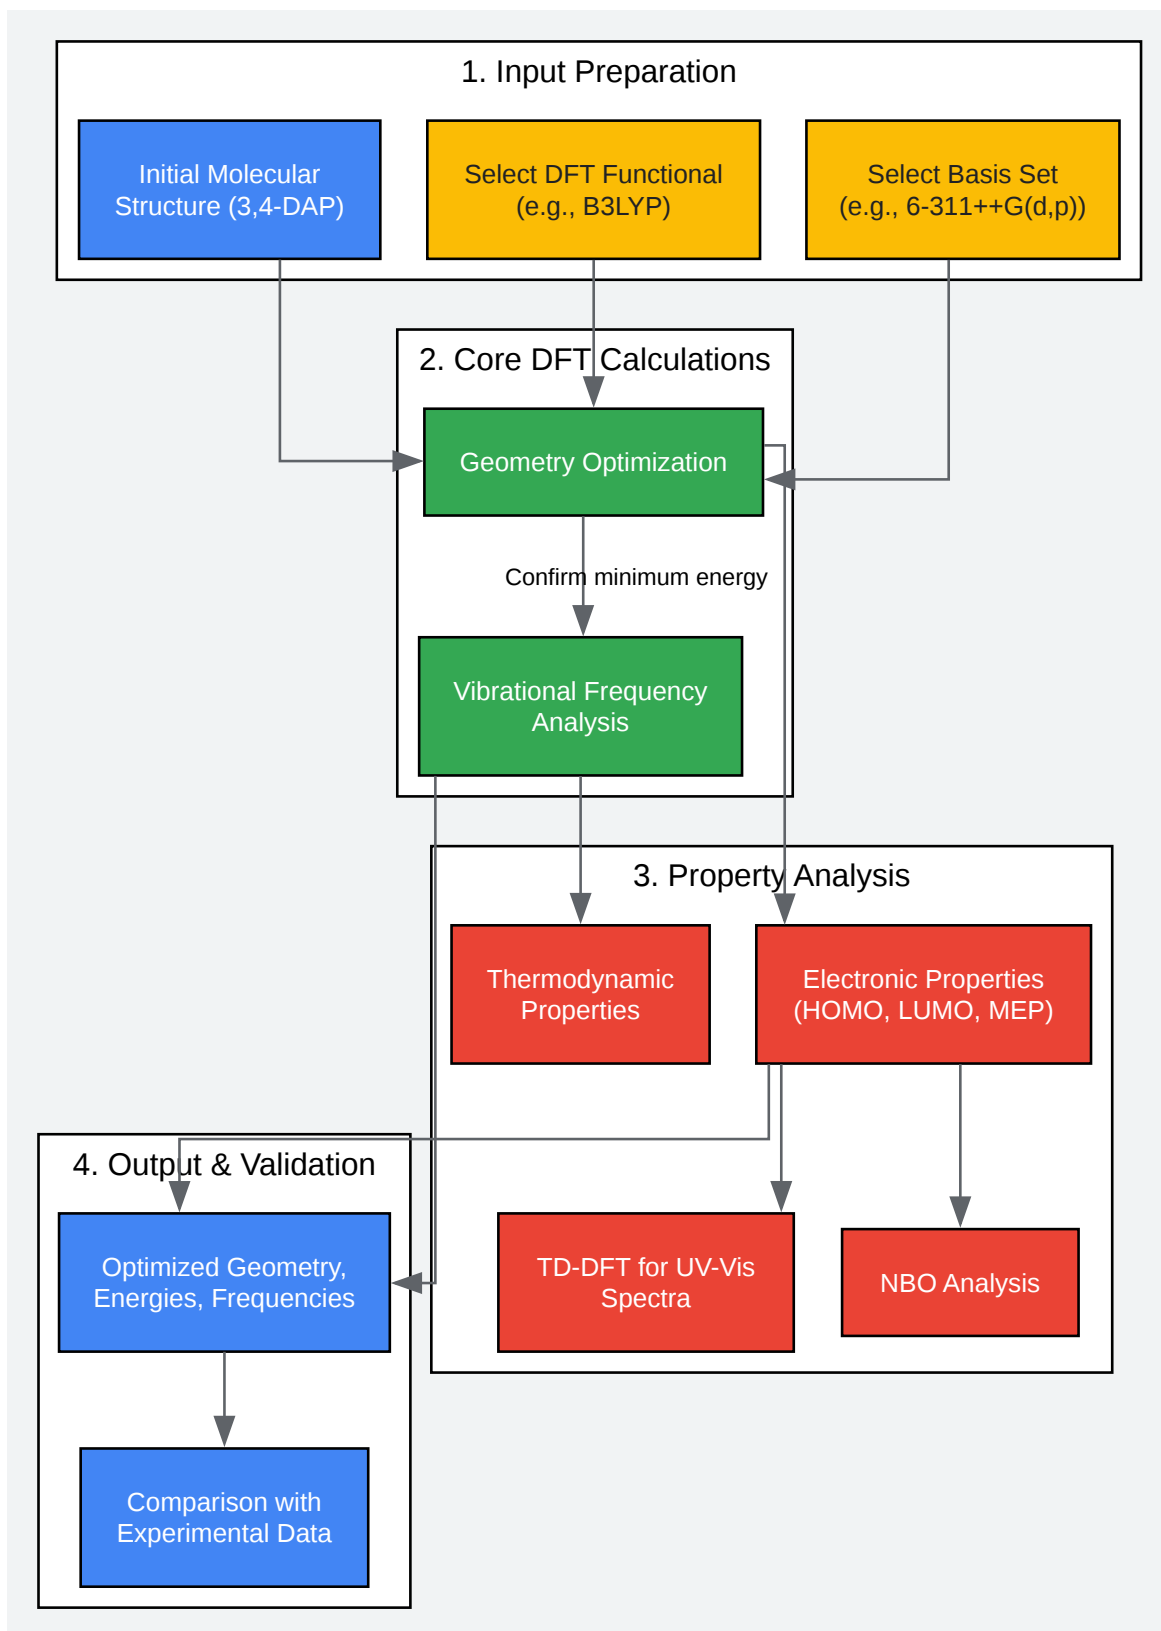 1. Input Preparation
Initial Molecular
Structure (3,4-DAP)
Select DFT Functional
(e.g., B3LYP)
Select Basis Set
(e.g., 6-311++G(d,p))
2. Core DFT Calculations
Geometry Optimization
Confirm minimum energy
Vibrational Frequency
Analysis
3. Property Analysis
Thermodynamic
Properties
Electronic Properties
(HOMO, LUMO, MEP)
TD-DFT for UV-Vis
Spectra
NBO Analysis
4. Output & Validation
Optimized Geometry,
Energies, Frequencies
Comparison with
Experimental Data